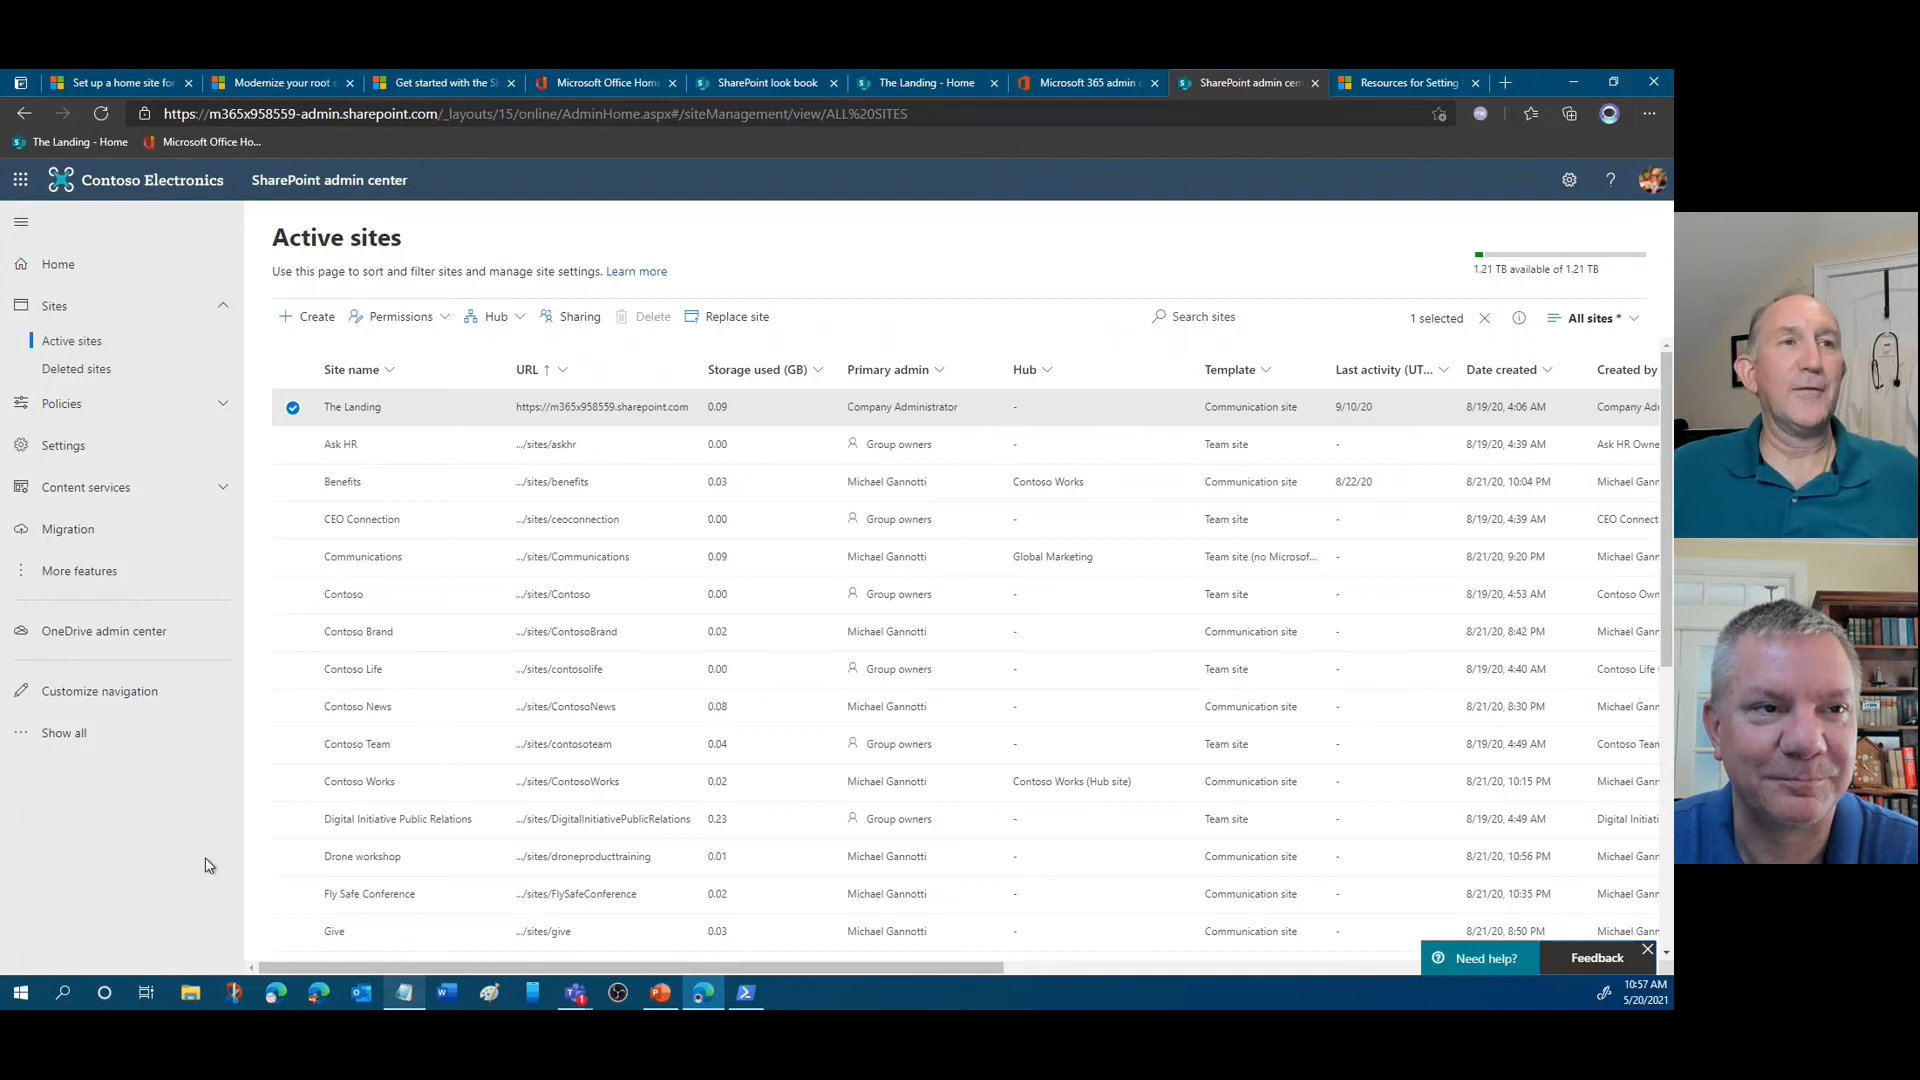 Set up a home site for
Modernize your root s
Get started with the S
Microsoft Office Home
SharePoint look book
The Landing - Home
Microsoft 365 admin c
SharePoint admin cen
Resources for Setting
https://m365x958559-admin.sharepoint.com/_layouts/15/online/AdminHome.aspx#/siteManagement/view/ALL%20SITES
The Landing - Home
Microsoft Office Ho...
Contoso Electronics
SharePoint admin center
?
Home
Sites
Active sites
Deleted sites
Policies
Settings
Content services
Migration
More features
OneDrive admin center
Customize navigation
Show all
Active sites
Use this page to sort and filter sites and manage site settings. Learn more
1.21 TB available of 1.21 TB
Create Permissions Hub Sharing Delete Replace site
Search sites
1 selected
All sites *
Site name URL ↑ Storage used (GB) Primary admin Hub Template Last activity (UT... Date created Created by
The Landing https://m365x958559.sharepoint.com 0.09 Company Administrator - Communication site 9/10/20 8/19/20, 4:06 AM Company Adi
Ask HR .../sites/askhr 0.00 Group owners - Team site - 8/19/20, 4:39 AM Ask HR Owne
Benefits .../sites/benefits 0.03 Michael Gannotti Contoso Works Communication site 8/22/20 8/21/20, 10:04 PM Michael Gann
CEO Connection .../sites/ceoconnection 0.00 Group owners - Team site - 8/19/20, 4:39 AM CEO Connect
Communications .../sites/Communications 0.09 Michael Gannotti Global Marketing Team site (no Microsof... - 8/21/20, 9:20 PM Michael Gann
Contoso .../sites/Contoso 0.00 Group owners - Team site - 8/19/20, 4:53 AM Contoso Own
Contoso Brand .../sites/ContosoBrand 0.02 Michael Gannotti - Communication site - 8/21/20, 8:42 PM Michael Gann
Contoso Life .../sites/contosolife 0.00 Group owners - Team site - 8/19/20, 4:40 AM Contoso Life
Contoso News .../sites/ContosoNews 0.08 Michael Gannotti - Communication site - 8/21/20, 8:30 PM Michael Gann
Contoso Team .../sites/contosoteam 0.04 Group owners - Team site - 8/19/20, 4:49 AM Contoso Tean
Contoso Works .../sites/ContosoWorks 0.02 Michael Gannotti Contoso Works (Hub site) Communication site - 8/21/20, 10:15 PM Michael Gann
Digital Initiative Public Relations .../sites/DigitalInitiativePublicRelations 0.23 Group owners - Team site - 8/19/20, 4:49 AM Digital Initiati
Drone workshop .../sites/droneproducttraining 0.01 Michael Gannotti - Communication site - 8/21/20, 10:56 PM Michael Gann
Fly Safe Conference .../sites/FlySafeConference 0.02 Michael Gannotti - Communication site - 8/21/20, 10:35 PM Michael Gann
Give .../sites/give 0.03 Michael Gannotti - Communication site - 8/21/20, 8:50 PM Michael Gann
Need help?
Feedback
10:57 AM
5/20/2021